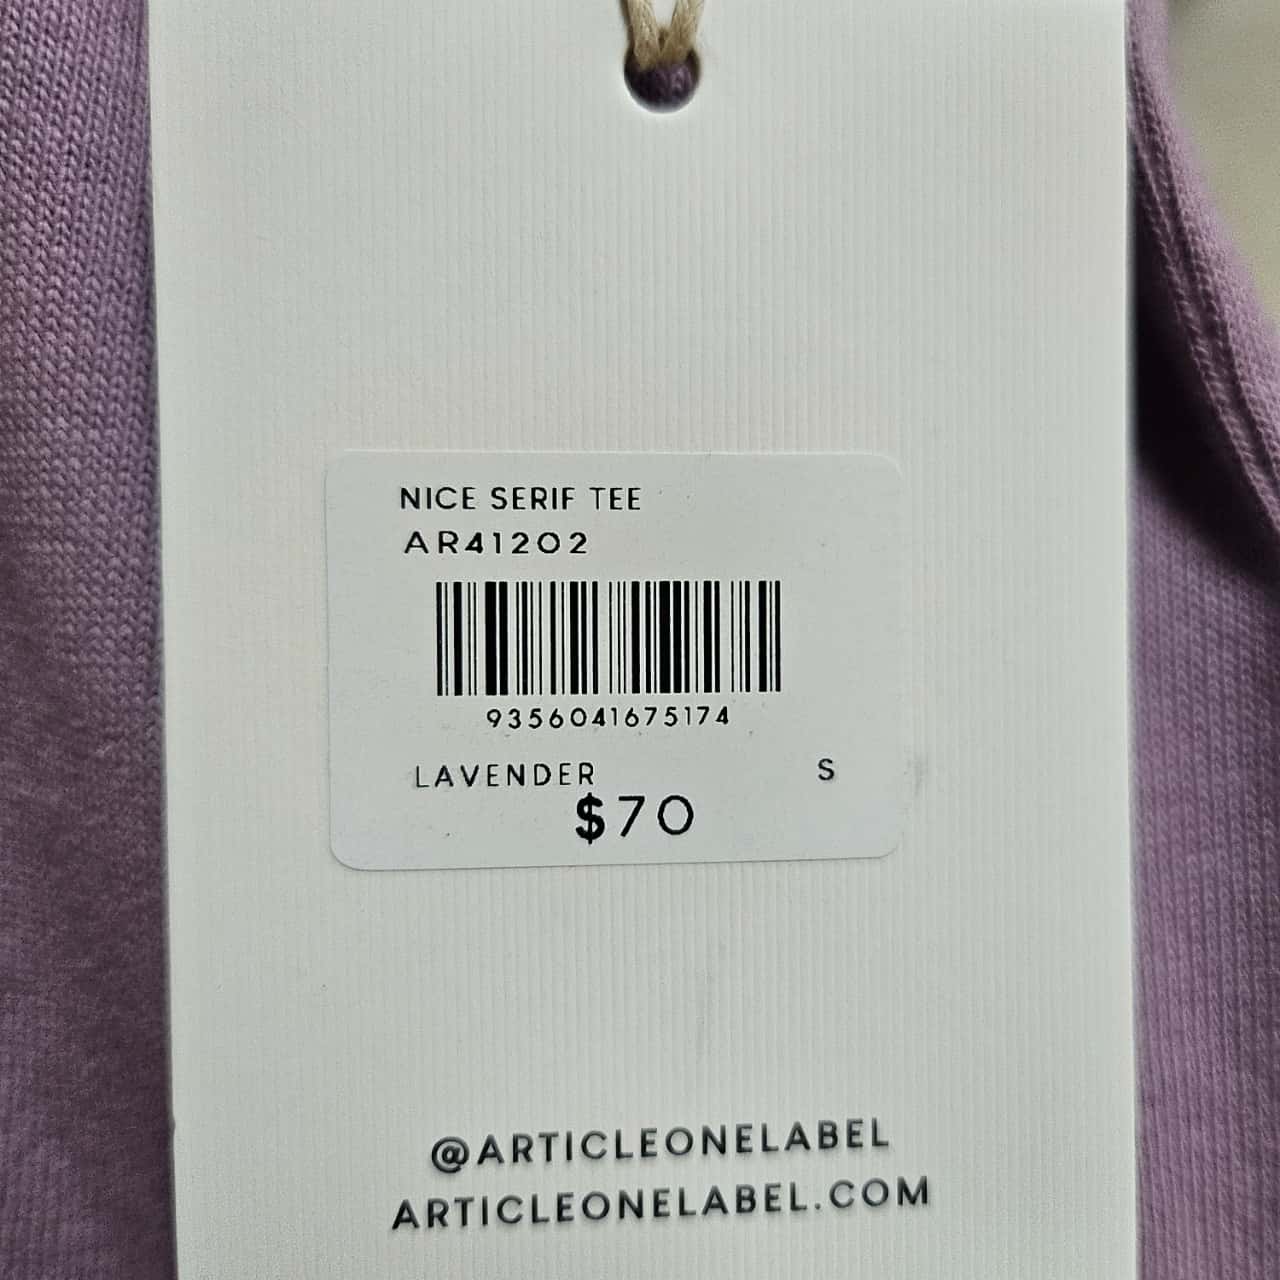 NICE SERIF TEE
AR41202
9356041675174
LAVENDER S
$70
@ARTICLEONELABEL
ARTICLEONELABEL.COM